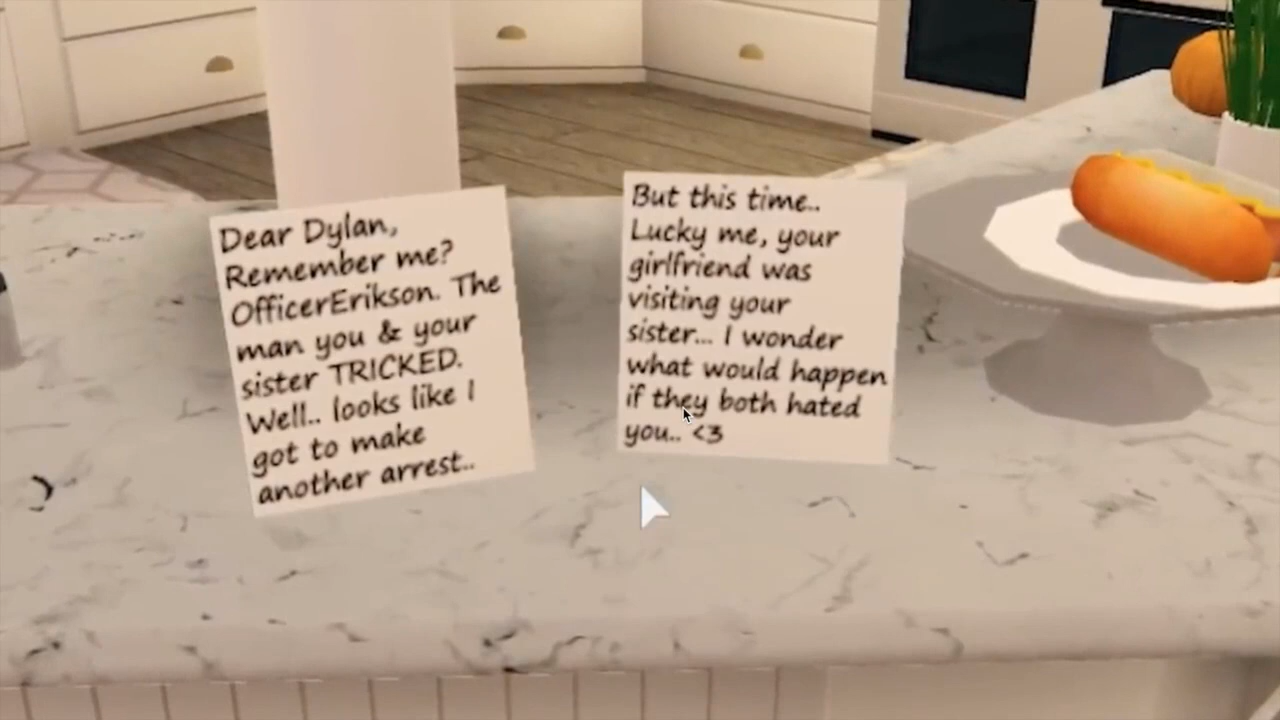 Dear Dylan,
Remember me?
OfficerErikson. The
man you & your
sister TRICKED.
Well.. looks like I
got to make
another arrest..
But this time..
Lucky me, your
girlfriend was
visiting your
sister... I wonder
what would happen
if they both hated
you.. <3